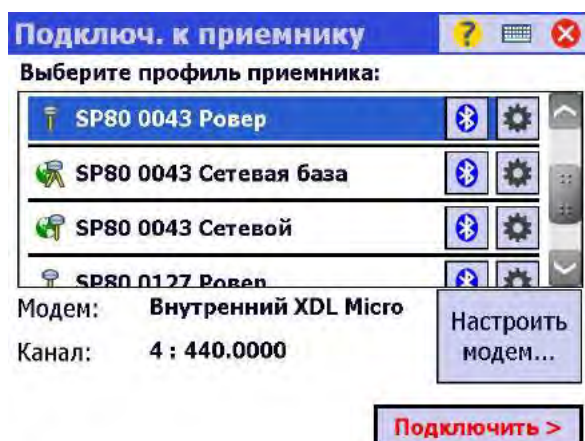 Подключ. к приемнику
Выберите профиль приемника:
SP80 0043 Ровер
SP80 0043 Сетевая база
SP80 0043 Сетевой
SP80 0127 Ровер
Модем: Внутренний XDL Micro
Канал: 4 : 440.0000
Настроить
модем...
Подключить >